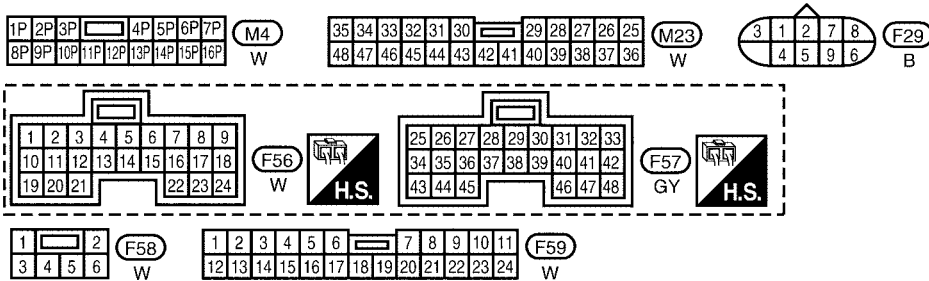 1P 2P 3P 4P 5P 6P 7P
8P 9P 10P 11P 12P 13P 14P 15P 16P
M4
W
35 34 33 32 31 30 29 28 27 26 25
48 47 46 45 44 43 42 41 40 39 38 37 36
M23
W
3 1 2 7 8
4 5 9 6
F29
B
1 2 3 4 5 6 7 8 9
10 11 12 13 14 15 16 17 18
19 20 21 22 23 24
F56
W
H.S.
25 26 27 28 29 30 31 32 33
34 35 36 37 38 39 40 41 42
43 44 45 46 47 48
F57
GY
H.S.
1 2
3 4 5 6
F58
W
1 2 3 4 5 6 7 8 9 10 11
12 13 14 15 16 17 18 19 20 21 22 23 24
F59
W